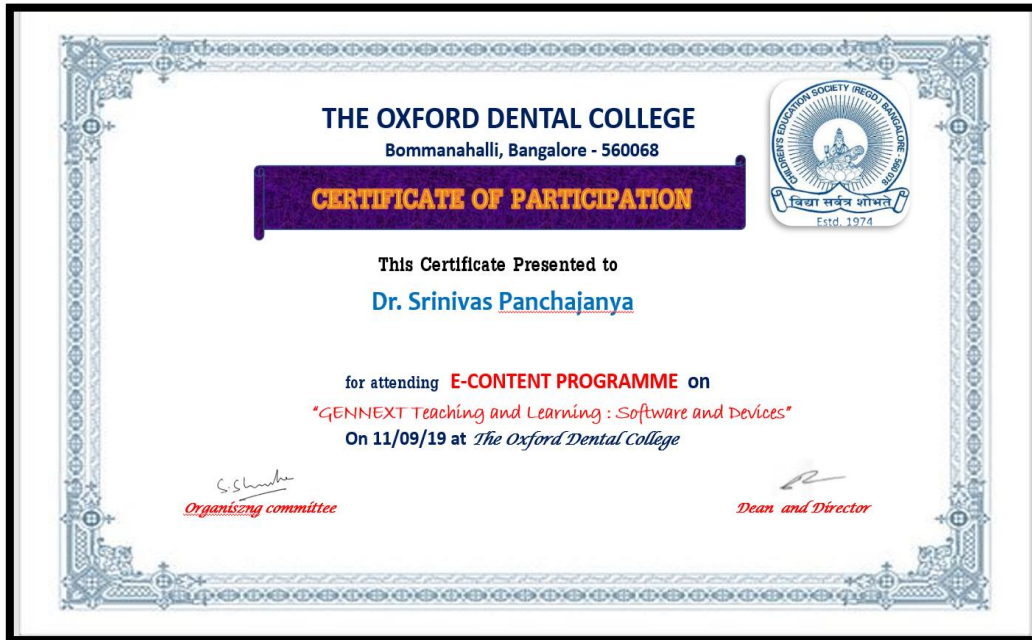 THE OXFORD DENTAL COLLEGE
Bommanahalli, Bangalore - 560068
CHILDREN'S EDUCATION SOCIETY (REGD.) BANGALORE - 560 078
विद्या सर्वत्र शोभते
Estd. 1974
CERTIFICATE OF PARTICIPATION
This Certificate Presented to
Dr. Srinivas Panchajanya
for attending E-CONTENT PROGRAMME on
"GENNEXT Teaching and Learning : Software and Devices"
On 11/09/19 at The Oxford Dental College
Organiszng committee
Dean and Director